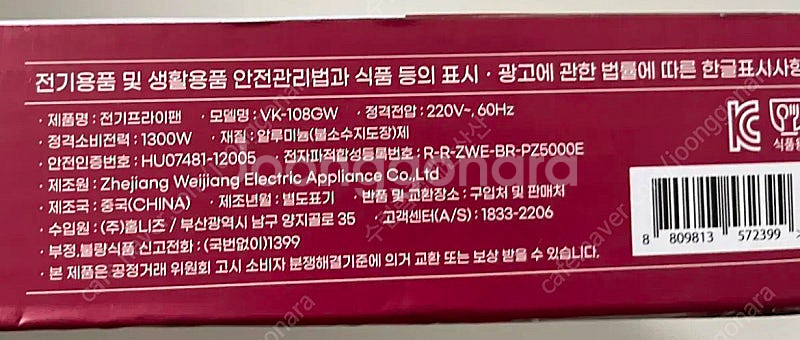 전기용품 및 생활용품 안전관리법과 식품 등의 표시 · 광고에 관한 법률에 따른 한글표시사항
· 제품명 : 전기프라이팬 · 모델명 : VK-108GW · 정격전압 : 220V~, 60Hz
· 정격소비전력 : 1300W · 재질 : 알루미늄(불소수지도장)제
· 안전인증번호 : HU07481-12005 · 전자파적합성등록번호 : R-R-ZWE-BR-PZ5000E
· 제조원 : Zhejiang Weijiang Electric Appliance Co.,Ltd
· 제조국 : 중국(CHINA) · 제조년월 : 별도표기 · 반품 및 교환장소 : 구입처 및 판매처
· 수입원 : (주)홈니즈 / 부산광역시 남구 양지골로 35 · 고객센터(A/S) : 1833-2206
· 부정,불량식품 신고전화 : (국번없이)1399
· 본 제품은 공정거래 위원회 고시 소비자 분쟁해결기준에 의거 교환 또는 보상 받을 수 있습니다.
식품용
8 809813 572399 >
joongonara